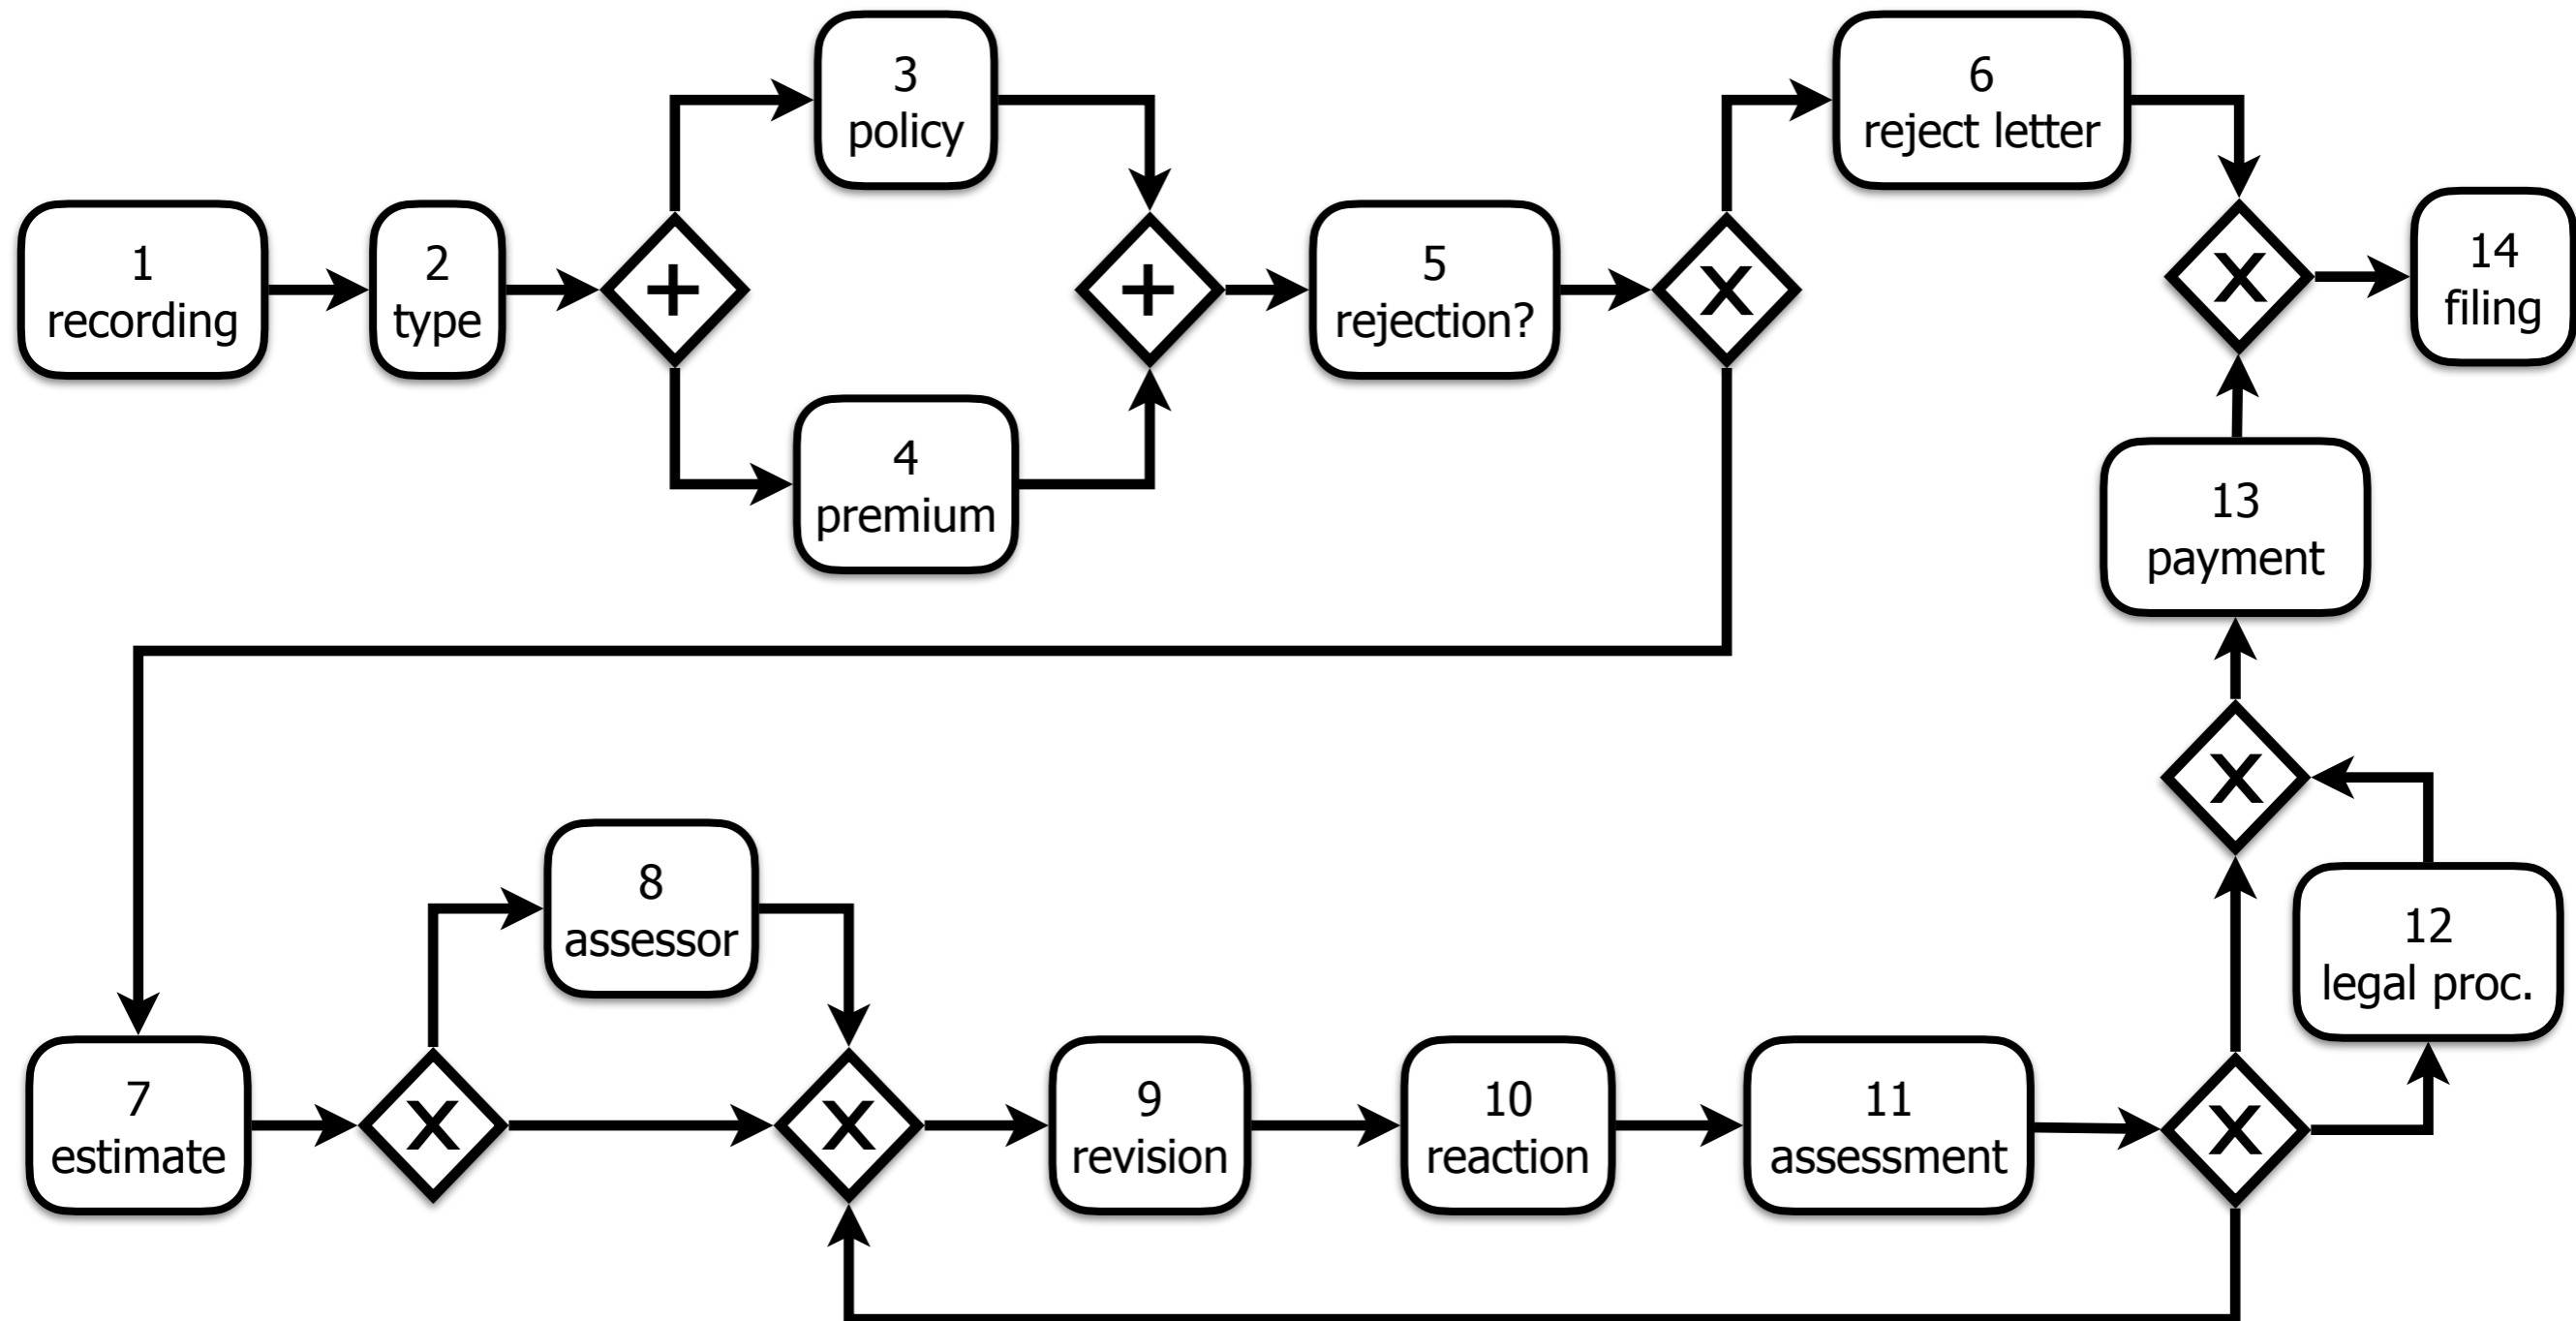 1
recording
2
type
+
3
policy
4
premium
+
5
rejection?
X
6
reject letter
X
14
filing
13
payment
X
12
legal proc.
7
estimate
X
8
assessor
X
9
revision
10
reaction
11
assessment
X